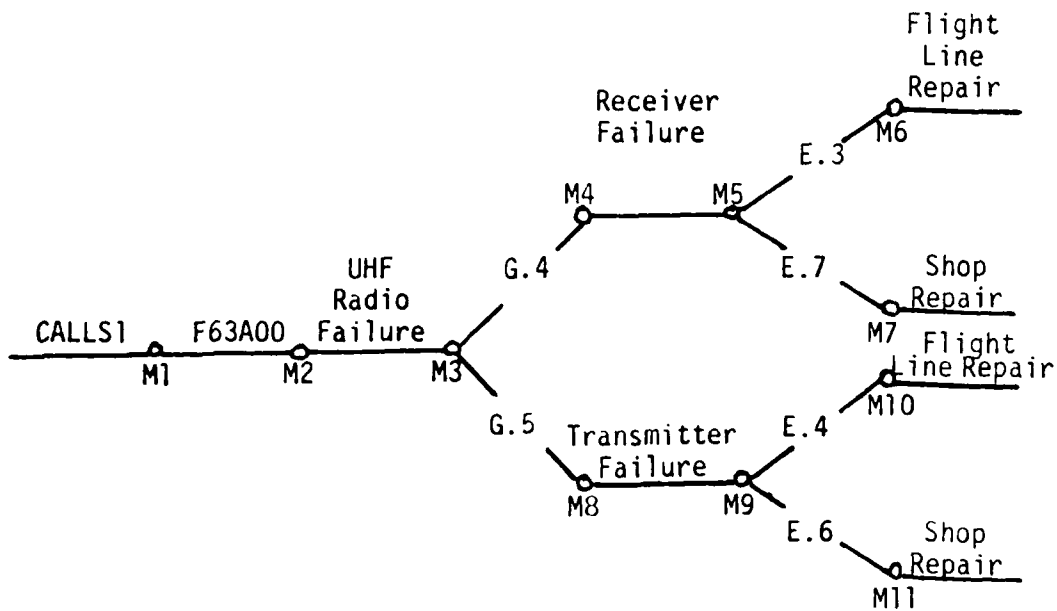 Flight
Line
Repair
Receiver
Failure
M6
E.3
M4
M5
G.4
E.7
UHF
Radio
Failure
Shop
Repair
CALLS1
F63A00
M7
M1
M2
M3
Flight
Line Repair
M10
G.5
Transmitter
Failure
E.4
M8
M9
E.6
Shop
Repair
M11